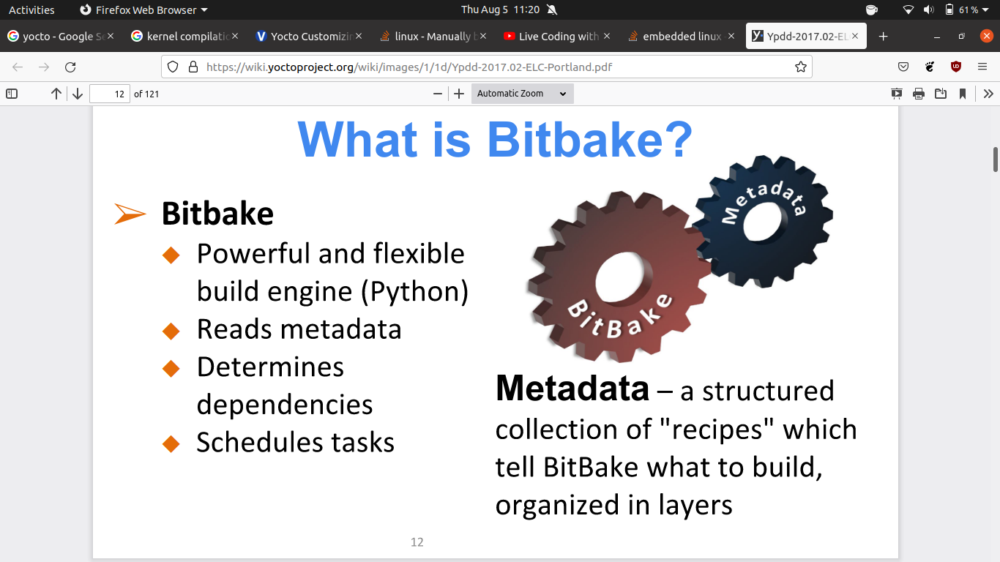 Activities Firefox Web Browser Thu Aug 5 11:20 61 %
yocto - Google Se kernel compilatio Yocto Customizin linux - Manually b Live Coding with embedded linux - Ypdd-2017.02-EL
https://wiki.yoctoproject.org/wiki/images/1/1d/Ypdd-2017.02-ELC-Portland.pdf
12 of 121 Automatic Zoom
What is Bitbake?
Bitbake
Powerful and flexible
build engine (Python)
Reads metadata
Determines
dependencies
Schedules tasks
Metadata
BitBake
Metadata – a structured
collection of "recipes" which
tell BitBake what to build,
organized in layers
12